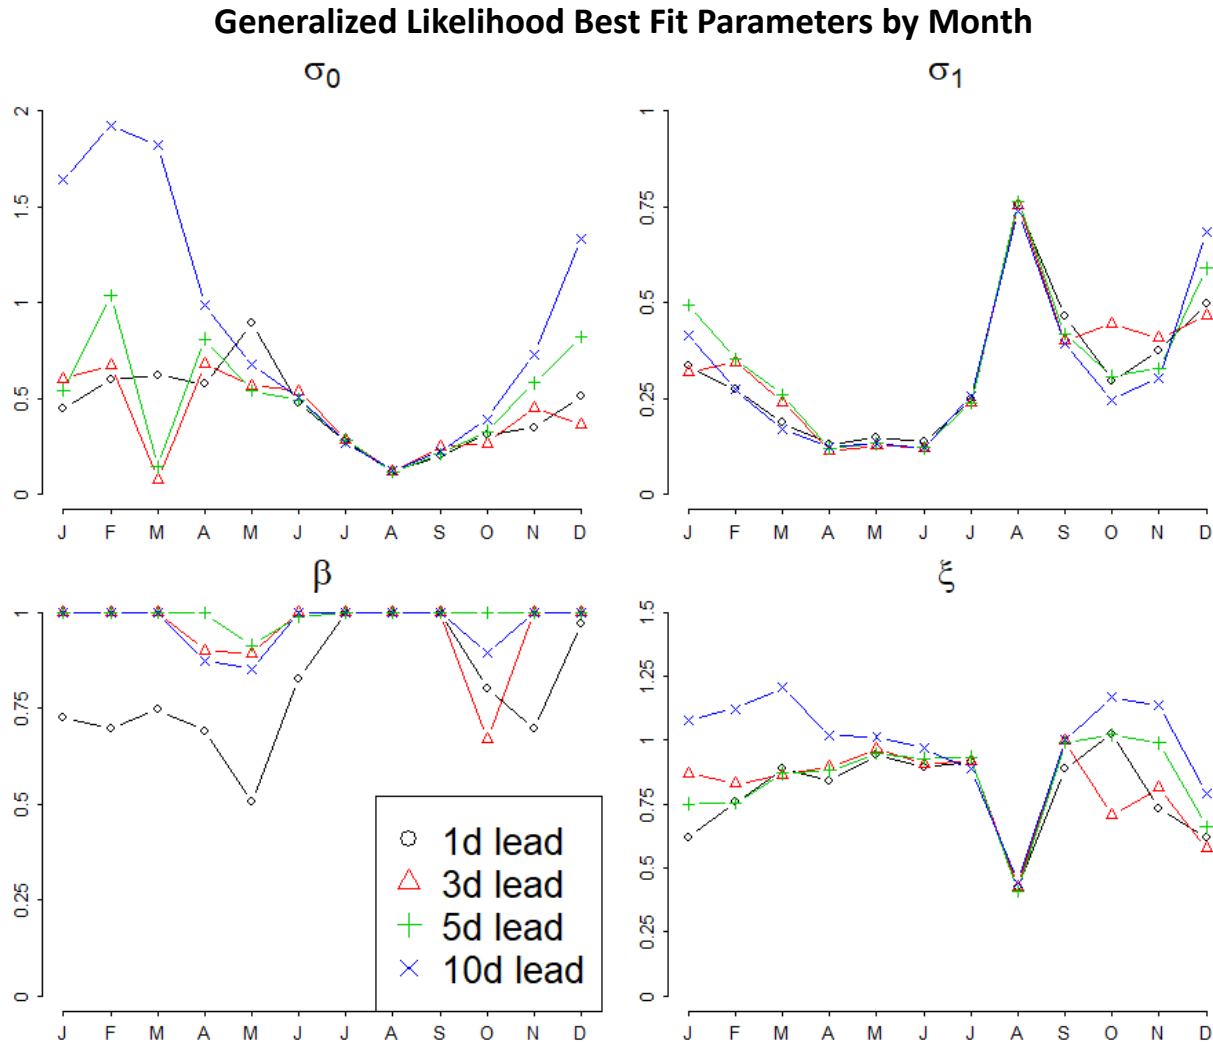 Generalized Likelihood Best Fit Parameters by Month
σ0
2
1.5
1
0.5
0
J F M A M J J A S O N D
σ1
1
0.75
0.5
0.25
0
J F M A M J J A S O N D
β
1
0.75
0.5
0.25
0
1d lead
3d lead
5d lead
10d lead
J F M A M J J A S O N D
ξ
1.5
1.25
1
0.75
0.5
0.25
0
J F M A M J J A S O N D